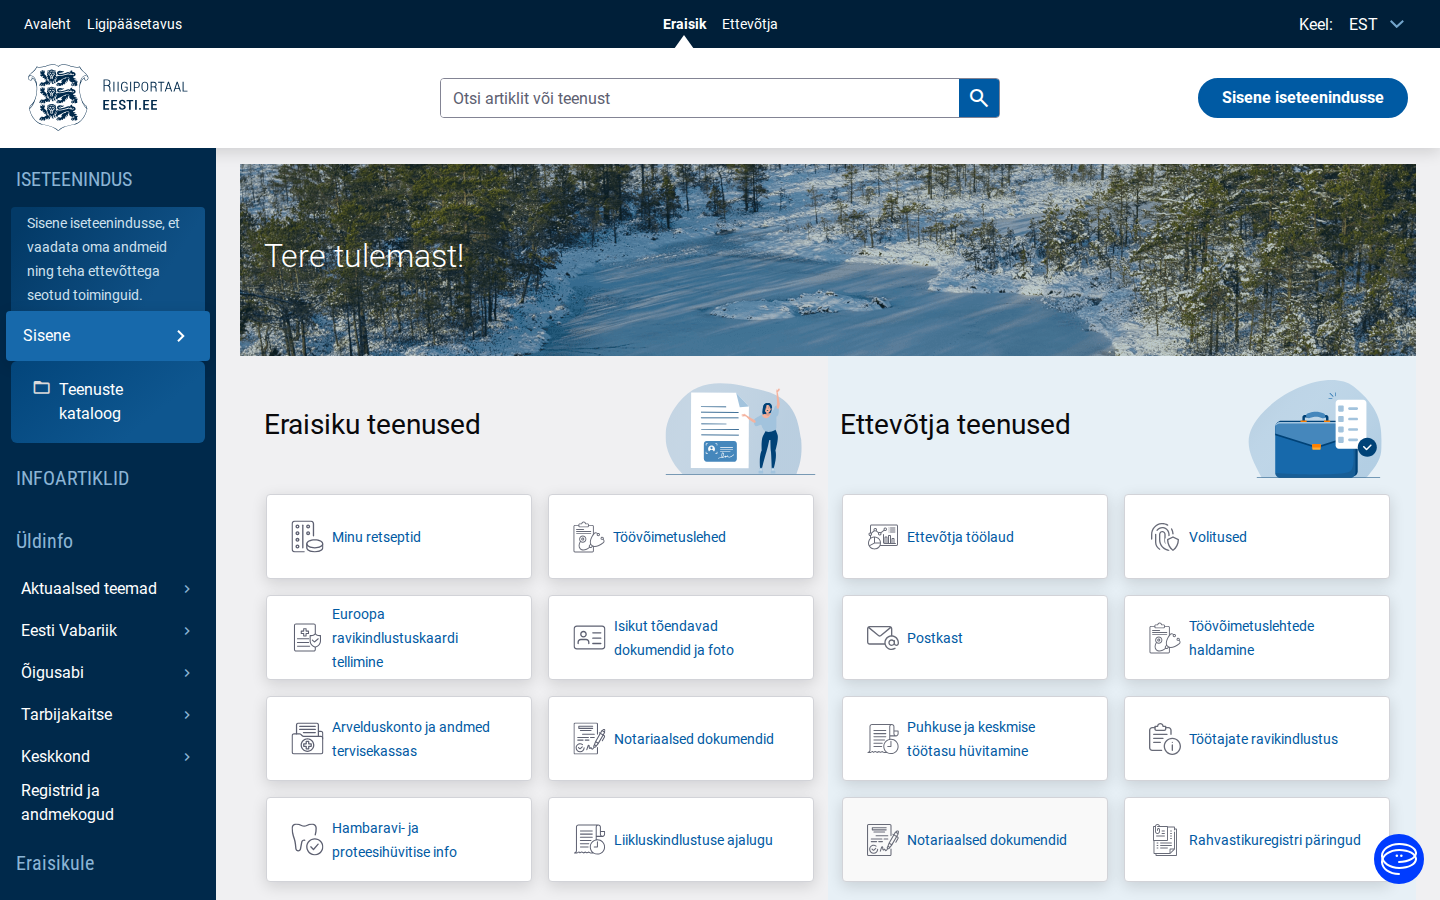 Avaleht Ligipääsetavus Eraisik Ettevõtja Keel: EST
RIIGIPORTAAL
EESTI.EE
Otsi artiklit või teenust
Sisene iseteenindusse
ISETEENINDUS
Sisene iseteenindusse, et
vaadata oma andmeid
ning teha ettevõttega
seotud toiminguid.
Sisene
Teenuste
kataloog
INFOARTIKLID
Üldinfo
Aktuaalsed teemad
Eesti Vabariik
Õigusabi
Tarbijakaitse
Keskkond
Registrid ja
andmekogud
Eraisikule
Tere tulemast!
Eraisiku teenused
Minu retseptid
Töövõimetuslehed
Euroopa
ravikindlustuskaardi
tellimine
Isikut tõendavad
dokumendid ja foto
Arvelduskonto ja andmed
tervisekassas
Notariaalsed dokumendid
Hambaravi- ja
proteesihüvitise info
Liikluskindlustuse ajalugu
Ettevõtja teenused
Ettevõtja töölaud
Volitused
Postkast
Töövõimetuslehtede
haldamine
Puhkuse ja keskmise
töötasu hüvitamine
Töötajate ravikindlustus
Notariaalsed dokumendid
Rahvastikuregistri päringud